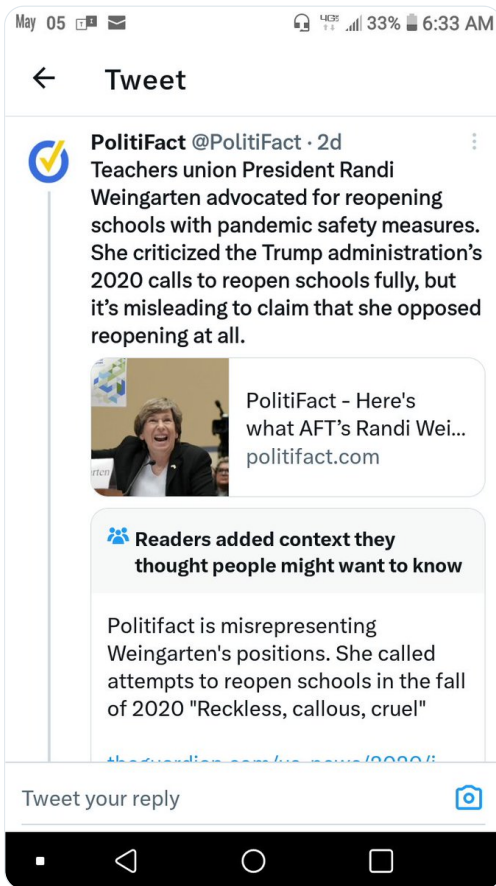 May 05 33% 6:33 AM
Tweet
PolitiFact @PolitiFact · 2d
Teachers union President Randi
Weingarten advocated for reopening
schools with pandemic safety measures.
She criticized the Trump administration’s
2020 calls to reopen schools fully, but
it’s misleading to claim that she opposed
reopening at all.
rten
PolitiFact - Here's
what AFT’s Randi Wei...
politifact.com
Readers added context they
thought people might want to know
Politifact is misrepresenting
Weingarten's positions. She called
attempts to reopen schools in the fall
of 2020 "Reckless, callous, cruel"
Tweet your reply